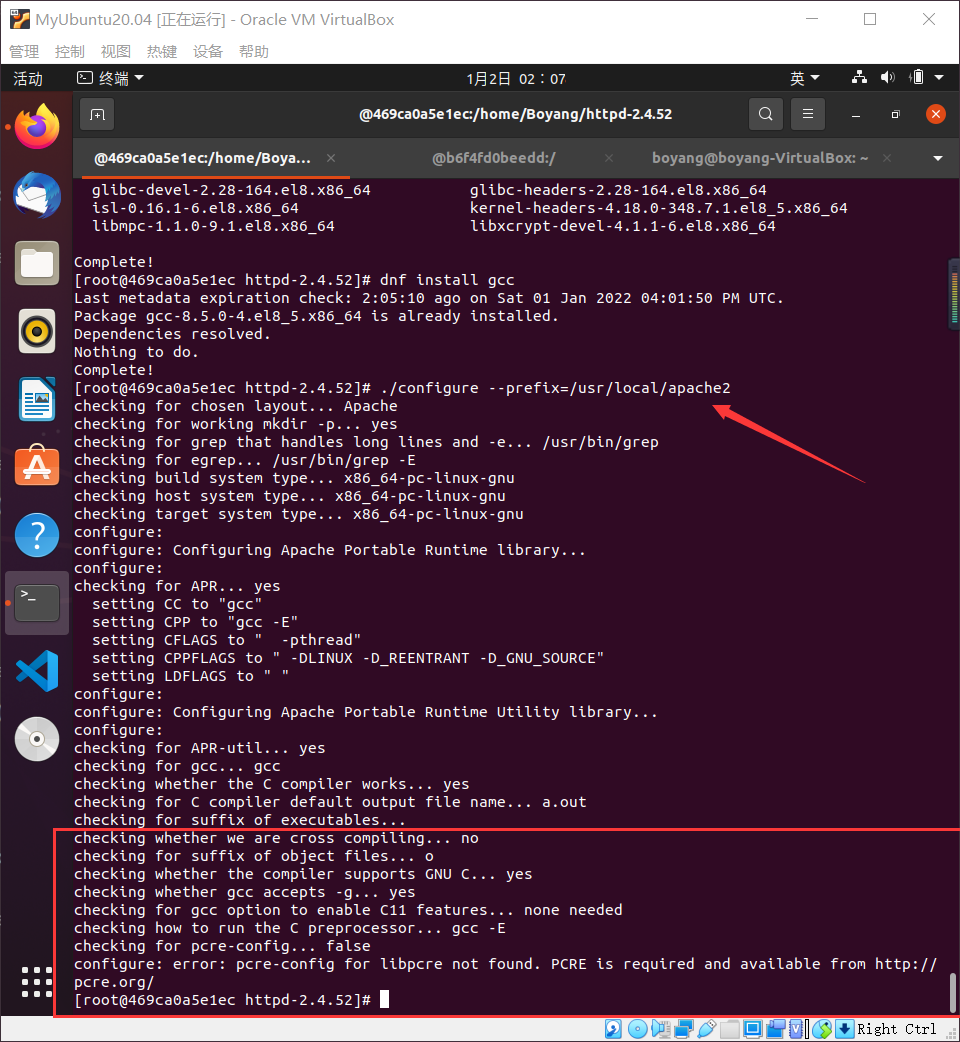 MyUbuntu20.04 [正在运行] - Oracle VM VirtualBox
管理 控制 视图 热键 设备 帮助
活动 终端 1月2日 02：07 英
@469ca0a5e1ec:/home/Boyang/httpd-2.4.52
@469ca0a5e1ec:/home/Boya... @b6f4fd0beedd:/ boyang@boyang-VirtualBox: ~
glibc-devel-2.28-164.el8.x86_64 glibc-headers-2.28-164.el8.x86_64
isl-0.16.1-6.el8.x86_64 kernel-headers-4.18.0-348.7.1.el8_5.x86_64
libmpc-1.1.0-9.1.el8.x86_64 libxcrypt-devel-4.1.1-6.el8.x86_64
Complete!
[root@469ca0a5e1ec httpd-2.4.52]# dnf install gcc
Last metadata expiration check: 2:05:10 ago on Sat 01 Jan 2022 04:01:50 PM UTC.
Package gcc-8.5.0-4.el8_5.x86_64 is already installed.
Dependencies resolved.
Nothing to do.
Complete!
[root@469ca0a5e1ec httpd-2.4.52]# ./configure --prefix=/usr/local/apache2
checking for chosen layout... Apache
checking for working mkdir -p... yes
checking for grep that handles long lines and -e... /usr/bin/grep
checking for egrep... /usr/bin/grep -E
checking build system type... x86_64-pc-linux-gnu
checking host system type... x86_64-pc-linux-gnu
checking target system type... x86_64-pc-linux-gnu
configure:
configure: Configuring Apache Portable Runtime library...
configure:
checking for APR... yes
setting CC to "gcc"
setting CPP to "gcc -E"
setting CFLAGS to "  -pthread"
setting CPPFLAGS to " -DLINUX -D_REENTRANT -D_GNU_SOURCE"
setting LDFLAGS to " "
configure:
configure: Configuring Apache Portable Runtime Utility library...
configure:
checking for APR-util... yes
checking for gcc... gcc
checking whether the C compiler works... yes
checking for C compiler default output file name... a.out
checking for suffix of executables...
checking whether we are cross compiling... no
checking for suffix of object files... o
checking whether the compiler supports GNU C... yes
checking whether gcc accepts -g... yes
checking for gcc option to enable C11 features... none needed
checking how to run the C preprocessor... gcc -E
checking for pcre-config... false
configure: error: pcre-config for libpcre not found. PCRE is required and available from http://
pcre.org/
[root@469ca0a5e1ec httpd-2.4.52]#
Right Ctrl